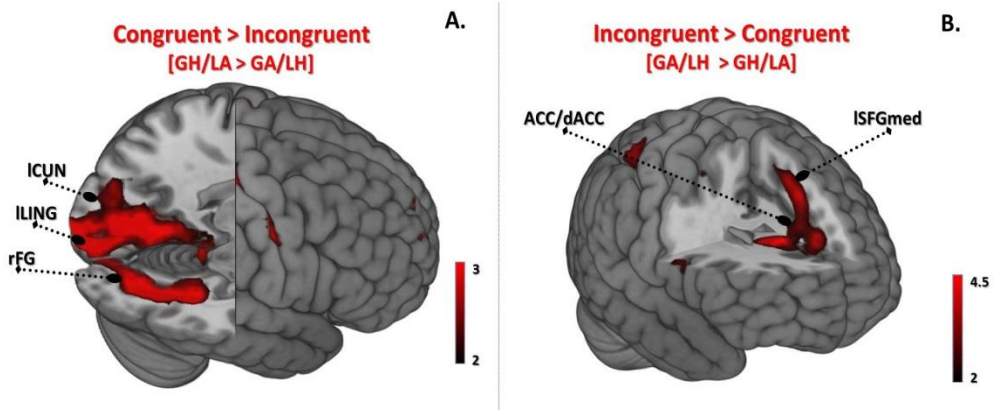 A.
Congruent > Incongruent
[GH/LA > GA/LH]
lCUN
lLING
rFG
3
2
B.
Incongruent > Congruent
[GA/LH > GH/LA]
ACC/dACC
lSFGmed
4.5
2